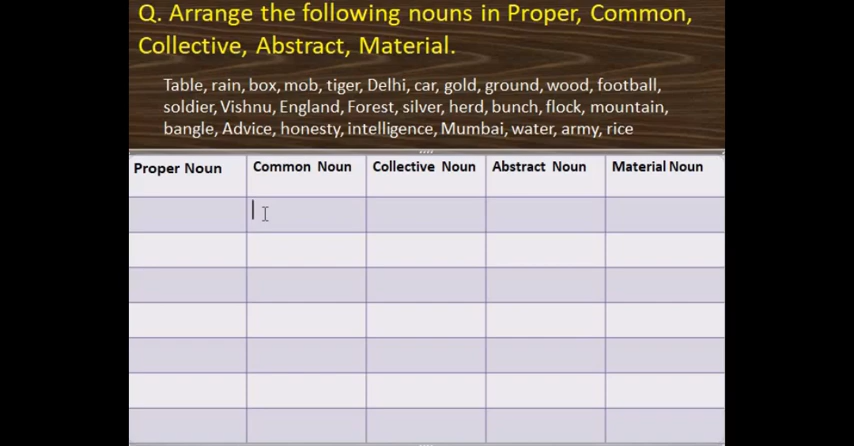 Q. Arrange the following nouns in Proper, Common,
Collective, Abstract, Material.
Table, rain, box, mob, tiger, Delhi, car, gold, ground, wood, football,
soldier, Vishnu, England, Forest, silver, herd, bunch, flock, mountain,
bangle, Advice, honesty, intelligence, Mumbai, water, army, rice
Proper Noun Common Noun Collective Noun Abstract Noun Material Noun